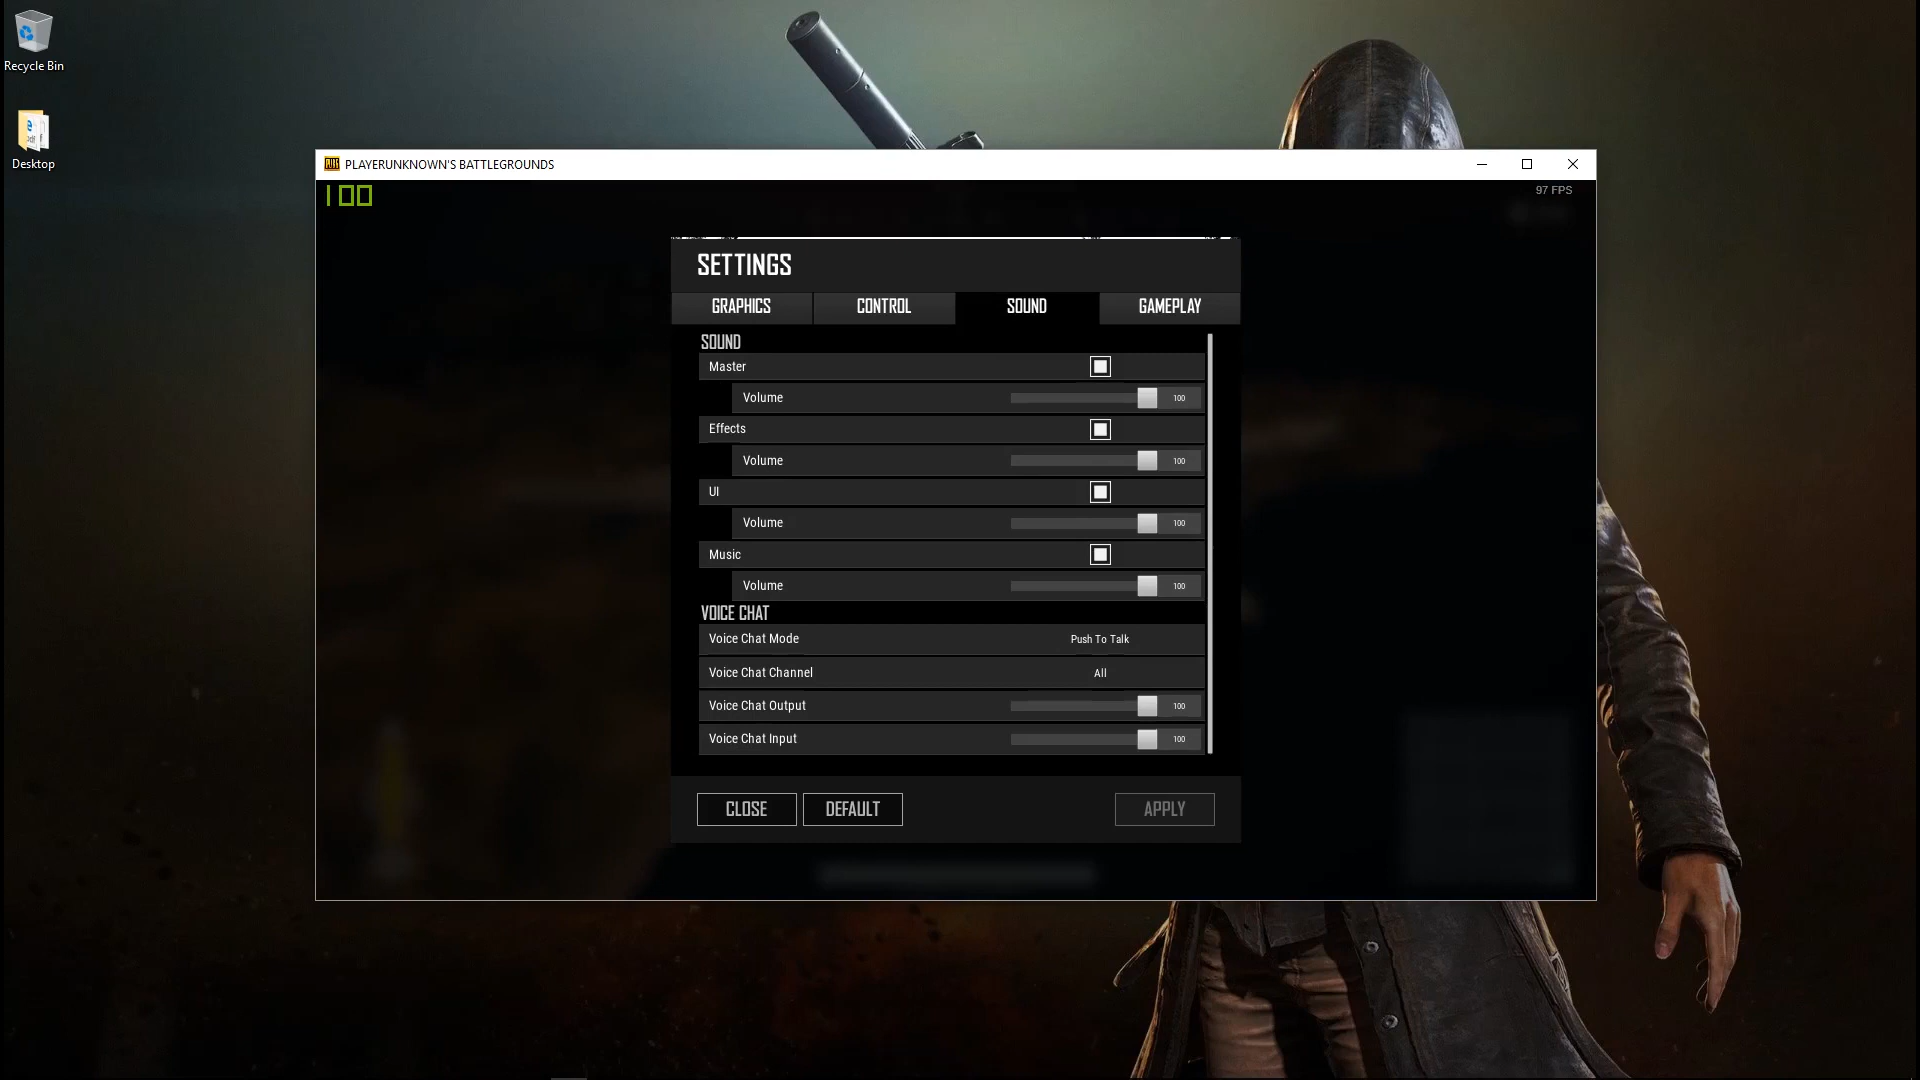 Recycle Bin
Desktop
PLAYERUNKNOWN'S BATTLEGROUNDS
100
97 FPS
SETTINGS
GRAPHICS CONTROL SOUND GAMEPLAY
SOUND
Master
Volume 100
Effects
Volume 100
UI
Volume 100
Music
Volume 100
VOICE CHAT
Voice Chat Mode Push To Talk
Voice Chat Channel All
Voice Chat Output 100
Voice Chat Input 100
CLOSE DEFAULT APPLY